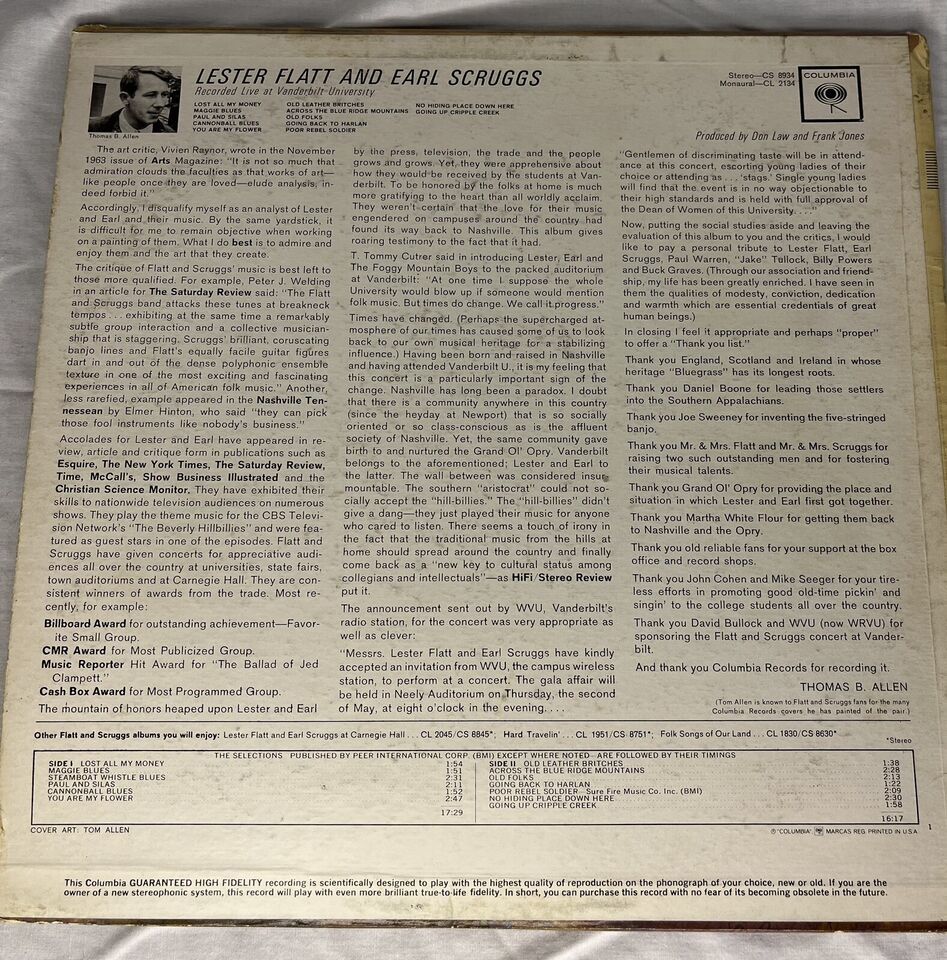 LESTER FLATT AND EARL SCRUGGS
Recorded Live at Vanderbilt University
LOST ALL MY MONEY
MAGGIE BLUES
PAUL AND SILAS
CANNONBALL BLUES
YOU ARE MY FLOWER
OLD LEATHER BRITCHES
ACROSS THE BLUE RIDGE MOUNTAINS
OLD FOLKS
GOING BACK TO HARLAN
POOR REBEL SOLDIER
NO HIDING PLACE DOWN HERE
GOING UP CRIPPLE CREEK
Stereo—CS 8934
Monaural—CL 2134
COLUMBIA
Produced by Don Law and Frank Jones
Thomas B. Allen
The art critic, Vivien Raynor, wrote in the November
1963 issue of Arts Magazine: "It is not so much that
admiration clouds the faculties as that works of art—
like people once they are loved—elude analysis, in-
deed forbid it."
Accordingly, I disqualify myself as an analyst of Lester
and Earl and their music. By the same yardstick, it
is difficult for me to remain objective when working
on a painting of them. What I do best is to admire and
enjoy them and the art that they create.
The critique of Flatt and Scruggs' music is best left to
those more qualified. For example, Peter J. Welding
in an article for The Saturday Review said: "The Flatt
and Scruggs band attacks these tunes at breakneck
tempos . . . exhibiting at the same time a remarkably
subtle group interaction and a collective musician-
ship that is staggering. Scruggs' brilliant, coruscating
banjo lines and Flatt's equally facile guitar figures
dart in and out of the dense polyphonic ensemble
texture in one of the most exciting and fascinating
experiences in all of American folk music." Another,
less rarefied, example appeared in the Nashville Ten-
nessean by Elmer Hinton, who said "they can pick
those fool instruments like nobody's business."
Accolades for Lester and Earl have appeared in re-
view, article and critique form in publications such as
Esquire, The New York Times, The Saturday Review,
Time, McCall's, Show Business Illustrated and the
Christian Science Monitor. They have exhibited their
skills to nationwide television audiences on numerous
shows. They play the theme music for the CBS Televi-
sion Network's "The Beverly Hillbillies" and were fea-
tured as guest stars in one of the episodes. Flatt and
Scruggs have given concerts for appreciative audi-
ences all over the country at universities, state fairs,
town auditoriums and at Carnegie Hall. They are con-
sistent winners of awards from the trade. Most re-
cently, for example:
Billboard Award for outstanding achievement—Favor-
ite Small Group.
CMR Award for Most Publicized Group.
Music Reporter Hit Award for "The Ballad of Jed
Clampett."
Cash Box Award for Most Programmed Group.
The mountain of honors heaped upon Lester and Earl
by the press, television, the trade and the people
grows and grows. Yet, they were apprehensive about
how they would be received by the students at Van-
derbilt. To be honored by the folks at home is much
more gratifying to the heart than all worldly acclaim.
They weren't certain that the love for their music
engendered on campuses around the country had
found its way back to Nashville. This album gives
roaring testimony to the fact that it had.
T. Tommy Cutrer said in introducing Lester, Earl and
The Foggy Mountain Boys to the packed auditorium
at Vanderbilt: "At one time I suppose the whole
University would blow up if someone would mention
folk music. But times do change. We call it progress."
Times have changed. (Perhaps the supercharged at-
mosphere of our times has caused some of us to look
back to our own musical heritage for a stabilizing
influence.) Having been born and raised in Nashville
and having attended Vanderbilt U., it is my feeling that
this concert is a particularly important sign of the
change. Nashville has long been a paradox. I doubt
that there is a community anywhere in this country
(since the heyday at Newport) that is so socially
oriented or so class-conscious as is the affluent
society of Nashville. Yet, the same community gave
birth to and nurtured the Grand Ol' Opry. Vanderbilt
belongs to the aforementioned; Lester and Earl to
the latter. The wall between was considered insur-
mountable. The southern "aristocrat" could not so-
cially accept the "hill-billies." The "hill-billies" didn't
give a dang—they just played their music for anyone
who cared to listen. There seems a touch of irony in
the fact that the traditional music from the hills at
home should spread around the country and finally
come back as a "new key to cultural status among
collegians and intellectuals"—as HiFi/Stereo Review
put it.
The announcement sent out by WVU, Vanderbilt's
radio station, for the concert was very appropriate as
well as clever:
"Messrs. Lester Flatt and Earl Scruggs have kindly
accepted an invitation from WVU, the campus wireless
station, to perform at a concert. The gala affair will
be held in Neely Auditorium on Thursday, the second
of May, at eight o'clock in the evening. . . .
"Gentlemen of discriminating taste will be in attend-
ance at this concert, escorting young ladies of their
choice or attending as . . . 'stags.' Single young ladies
will find that the event is in no way objectionable to
their high standards and is held with full approval of
the Dean of Women of this University. . . ."
Now, putting the social studies aside and leaving the
evaluation of this album to you and the critics, I would
like to pay a personal tribute to Lester Flatt, Earl
Scruggs, Paul Warren, "Jake" Tullock, Billy Powers
and Buck Graves. (Through our association and friend-
ship, my life has been greatly enriched. I have seen in
them the qualities of modesty, conviction, dedication
and warmth which are essential credentials of great
human beings.)
In closing I feel it appropriate and perhaps "proper"
to offer a "Thank you list."
Thank you England, Scotland and Ireland in whose
heritage "Bluegrass" has its longest roots.
Thank you Daniel Boone for leading those settlers
into the Southern Appalachians.
Thank you Joe Sweeney for inventing the five-stringed
banjo.
Thank you Mr. & Mrs. Flatt and Mr. & Mrs. Scruggs for
raising two such outstanding men and for fostering
their musical talents.
Thank you Grand Ol' Opry for providing the place and
situation in which Lester and Earl first got together.
Thank you Martha White Flour for getting them back
to Nashville and the Opry.
Thank you old reliable fans for your support at the box
office and record shops.
Thank you John Cohen and Mike Seeger for your tire-
less efforts in promoting good old-time pickin' and
singin' to the college students all over the country.
Thank you David Bullock and WVU (now WRVU) for
sponsoring the Flatt and Scruggs concert at Vander-
bilt.
And thank you Columbia Records for recording it.
THOMAS B. ALLEN
(Tom Allen is known to Flatt and Scruggs fans for the many
Columbia Records covers he has painted of the pair.)
Other Flatt and Scruggs albums you will enjoy: Lester Flatt and Earl Scruggs at Carnegie Hall . . . CL 2045/CS 8845*; Hard Travelin' . . . CL 1951/CS 8751*; Folk Songs of Our Land . . . CL 1830/CS 8630*
*Stereo
THE SELECTIONS PUBLISHED BY PEER INTERNATIONAL CORP. (BMI) EXCEPT WHERE NOTED—ARE FOLLOWED BY THEIR TIMINGS
SIDE I LOST ALL MY MONEY 1:54
MAGGIE BLUES 1:51
STEAMBOAT WHISTLE BLUES 2:31
PAUL AND SILAS 2:11
CANNONBALL BLUES 1:52
YOU ARE MY FLOWER 2:47
17:29
SIDE II OLD LEATHER BRITCHES 1:38
ACROSS THE BLUE RIDGE MOUNTAINS 2:28
OLD FOLKS 2:13
GOING BACK TO HARLAN 1:22
POOR REBEL SOLDIER—Sure Fire Music Co. Inc. (BMI) 2:09
NO HIDING PLACE DOWN HERE 2:30
GOING UP CRIPPLE CREEK 1:58
16:17
COVER ART: TOM ALLEN
® "COLUMBIA", MARCAS REG. PRINTED IN U.S.A.
1
This Columbia GUARANTEED HIGH FIDELITY recording is scientifically designed to play with the highest quality of reproduction on the phonograph of your choice, new or old. If you are the
owner of a new stereophonic system, this record will play with even more brilliant true-to-life fidelity. In short, you can purchase this record with no fear of its becoming obsolete in the future.